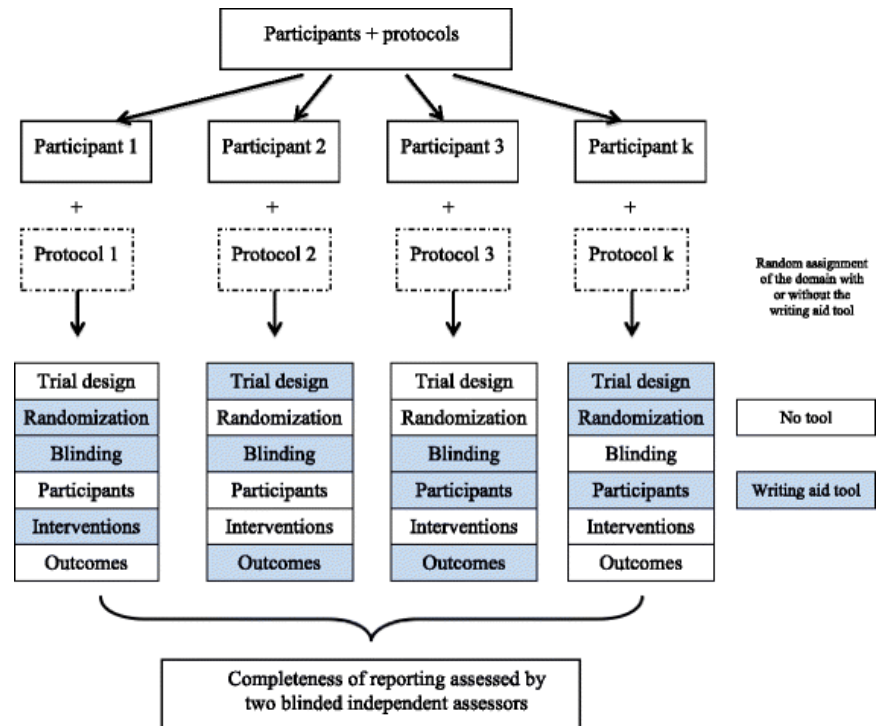 Participants + protocols
Participant 1
Participant 2
Participant 3
Participant k
+
+
+
+
Protocol 1
Protocol 2
Protocol 3
Protocol k
Random assignment
of the domain with
or without the
writing aid tool
Trial design
Randomization
Blinding
Participants
Interventions
Outcomes
Trial design
Randomization
Blinding
Participants
Interventions
Outcomes
Trial design
Randomization
Blinding
Participants
Interventions
Outcomes
Trial design
Randomization
Blinding
Participants
Interventions
Outcomes
No tool
Writing aid tool
Completeness of reporting assessed by
two blinded independent assessors